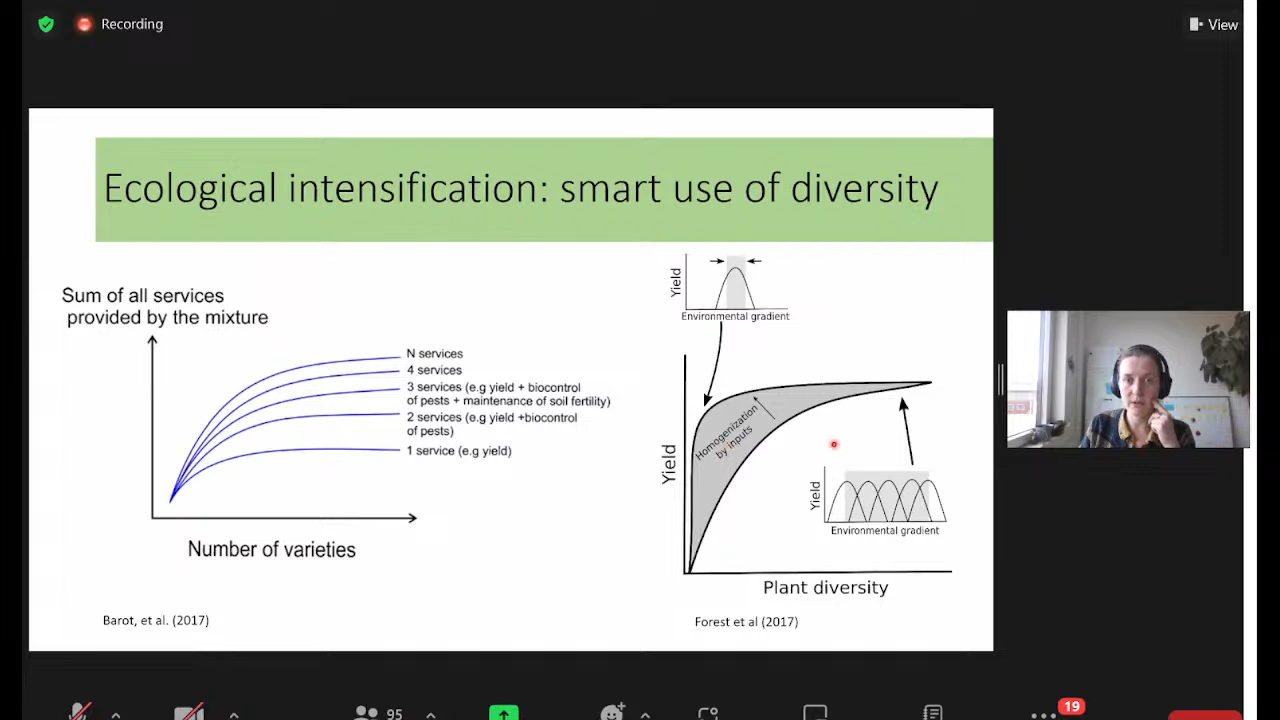 Recording
View
Ecological intensification: smart use of diversity
Sum of all services
provided by the mixture
N services
4 services
3 services (e.g yield + biocontrol
of pests + maintenance of soil fertility)
2 services (e.g yield +biocontrol
of pests)
1 service (e.g yield)
Number of varieties
Barot, et al. (2017)
Yield
Environmental gradient
Homogenization
by inputs
Yield
Yield
Environmental gradient
Plant diversity
Forest et al (2017)
95
19